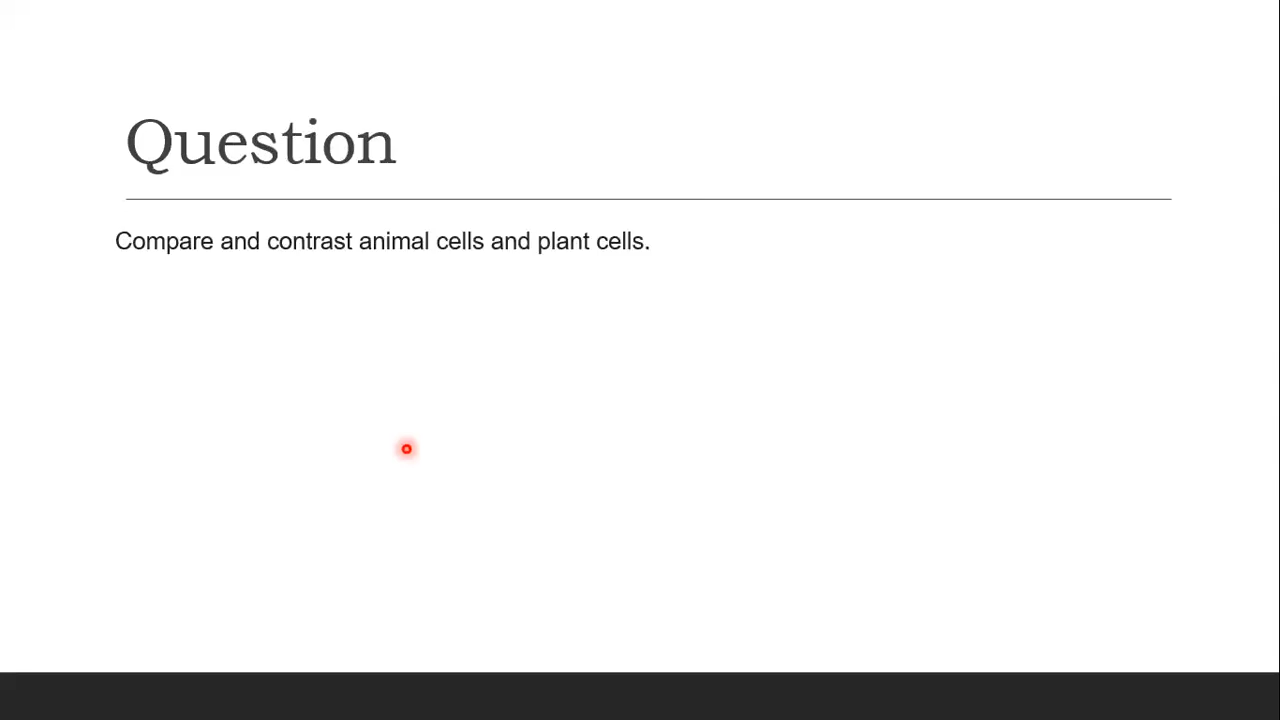 Question
Compare and contrast animal cells and plant cells.